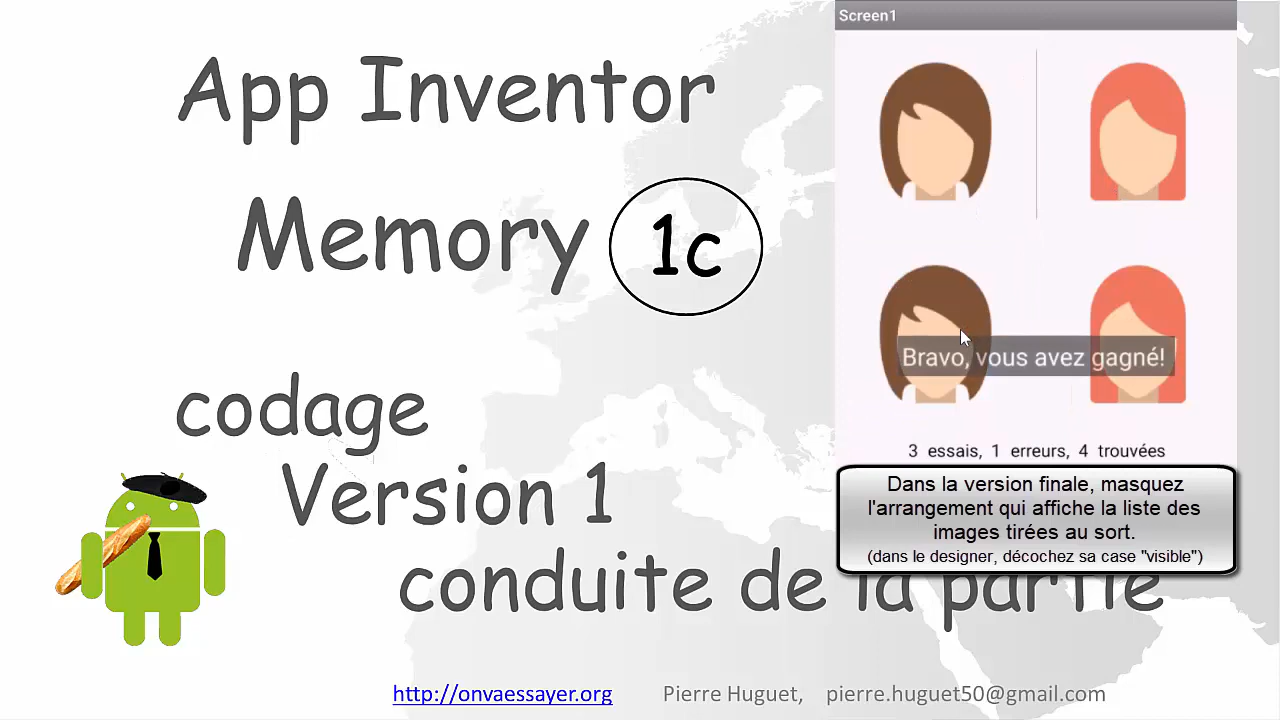 Screen1
App Inventor
Memory 1c
Bravo, vous avez gagné!
codage
3 essais, 1 erreurs, 4 trouvées
Dans la version finale, masquez
l'arrangement qui affiche la liste des
images tirées au sort.
(dans le designer, décochez sa case "visible")
Version 1
conduite de la partie
http://onvaessayer.org Pierre Huguet, pierre.huguet50@gmail.com